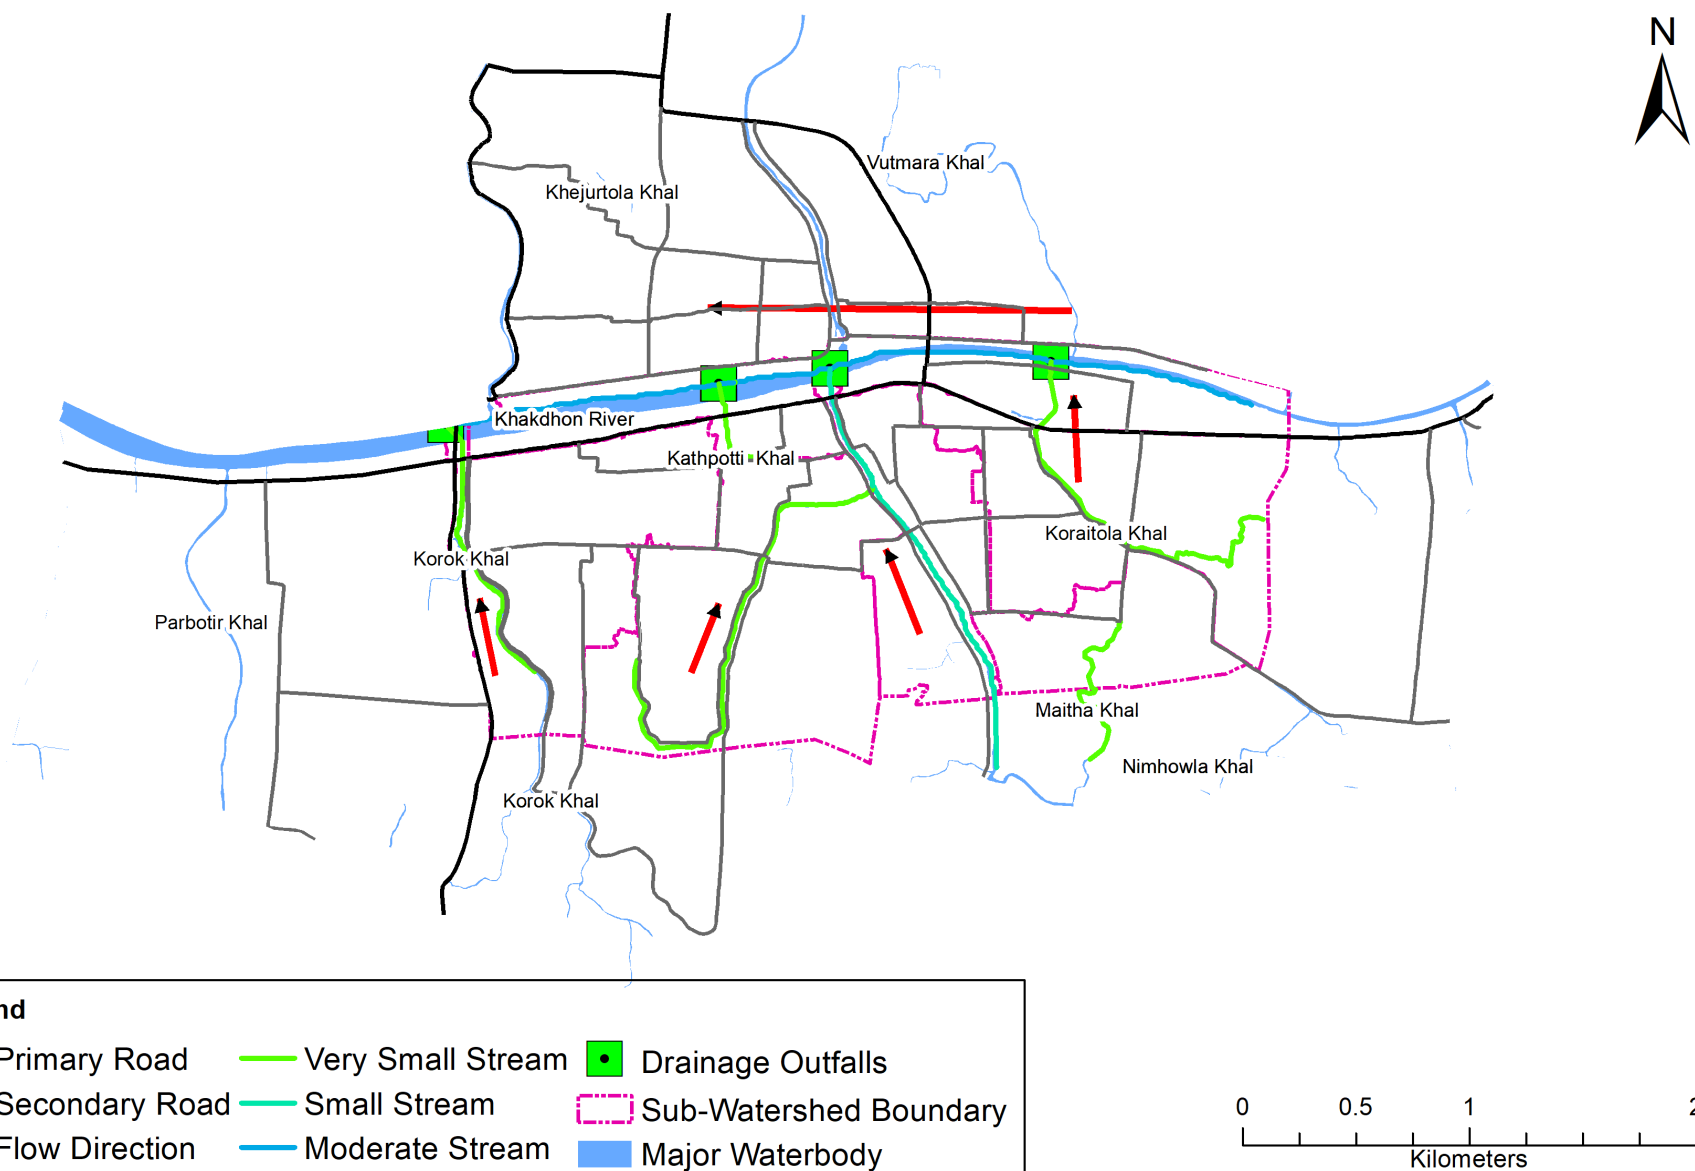 N
Vutmara Khal
Khejurtola Khal
Khakdhon River
Kathpotti Khal
Koraitola Khal
Korok Khal
Parbotir Khal
Maitha Khal
Nimhowla Khal
Korok Khal
nd
Primary Road
Very Small Stream
Drainage Outfalls
Secondary Road
Small Stream
Sub-Watershed Boundary
Flow Direction
Moderate Stream
Major Waterbody
0 0.5 1 2
Kilometers